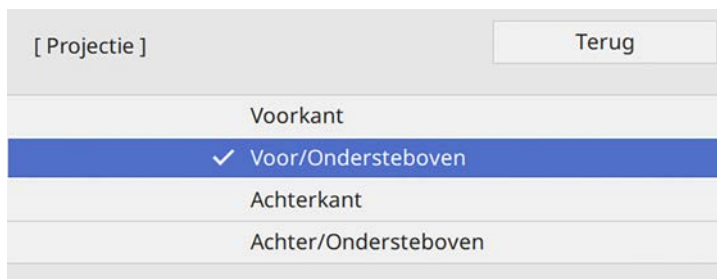 [ Projectie ]
Terug
Voorkant
Voor/Ondersteboven
Achterkant
Achter/Ondersteboven